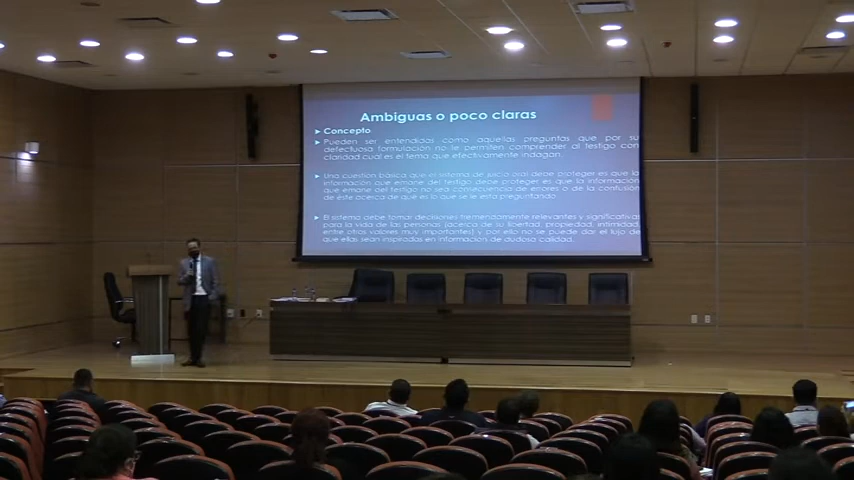 Ambiguas o poco claras
Concepto
Pueden ser entendidas como aquellas preguntas que por su
defectuosa formulación no le permiten comprender al testigo con
claridad cuál es el tema que efectivamente indagan.
Una cuestión básica que el sistema de juicio oral debe proteger es que la
información que emane del testigo debe proteger es que la información
que emane del testigo no sea consecuencia de errores o de la confusión
de éste acerca de que es lo que se le está preguntando.
El sistema debe tomar decisiones tremendamente relevantes y significativas
para la vida de las personas (acerca de su libertad, propiedad, intimidad,
entre otros valores muy importantes) y por ello no se puede dar el lujo de
que ellas sean inspiradas en información de dudosa calidad.